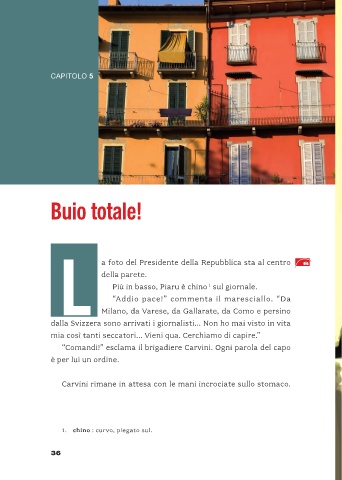 CAPITOLO 5
Buio totale!
La foto del Presidente della Repubblica sta al centro
della parete.
Più in basso, Piaru è chino¹ sul giornale.
“Addio pace!” commenta il maresciallo. “Da
Milano, da Varese, da Gallarate, da Como e persino
dalla Svizzera sono arrivati i giornalisti... Non ho mai visto in vita
mia così tanti seccatori... Vieni qua. Cerchiamo di capire.”
“Comandi!” esclama il brigadiere Carvini. Ogni parola del capo
è per lui un ordine.
Carvini rimane in attesa con le mani incrociate sullo stomaco.
1. chino : curvo, piegato sul.
36